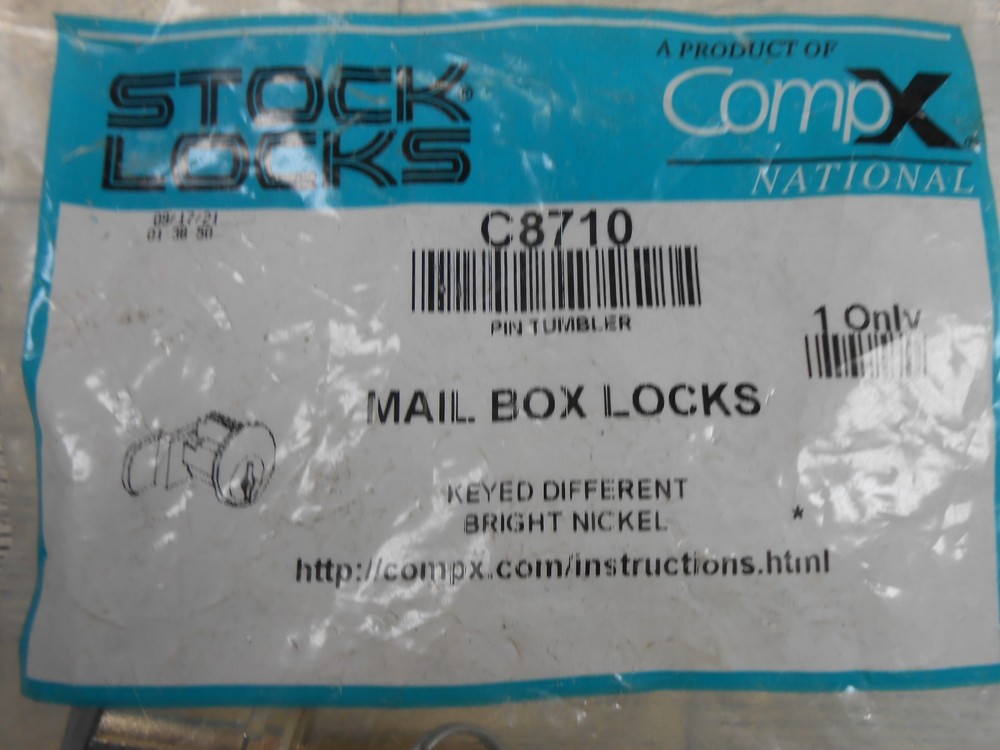 STOCK®
LOCKS
A PRODUCT OF
CompX®
NATIONAL
09/17/21
01 38 50
C8710
PIN TUMBLER
1 Only
MAIL BOX LOCKS
KEYED DIFFERENT
BRIGHT NICKEL *
http://compx.com/instructions.html